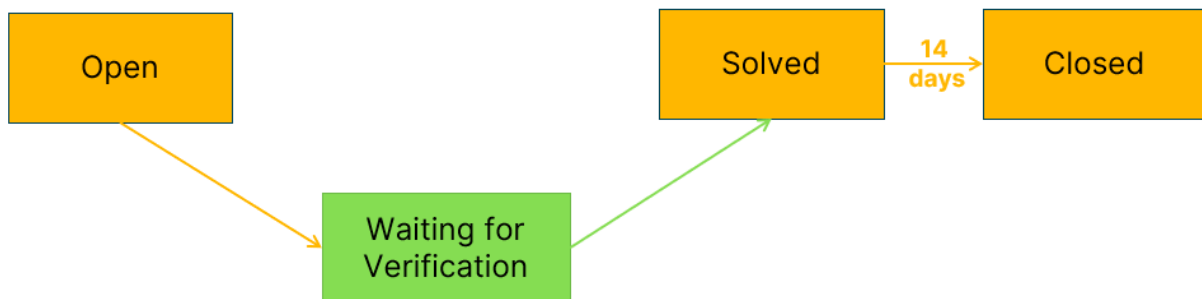 Open
Waiting for
Verification
Solved
14
days
Closed